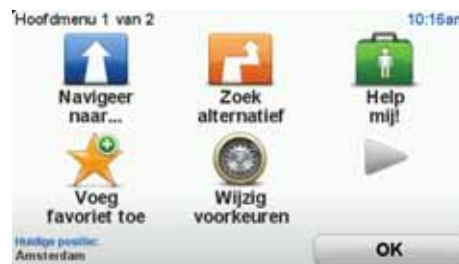 Hoofdmenu 1 van 2
10:16am
Navigeer
naar...
Zoek
alternatief
Help
mij!
Voeg
favoriet toe
Wijzig
voorkeuren
Huidige positie:
Amsterdam
OK